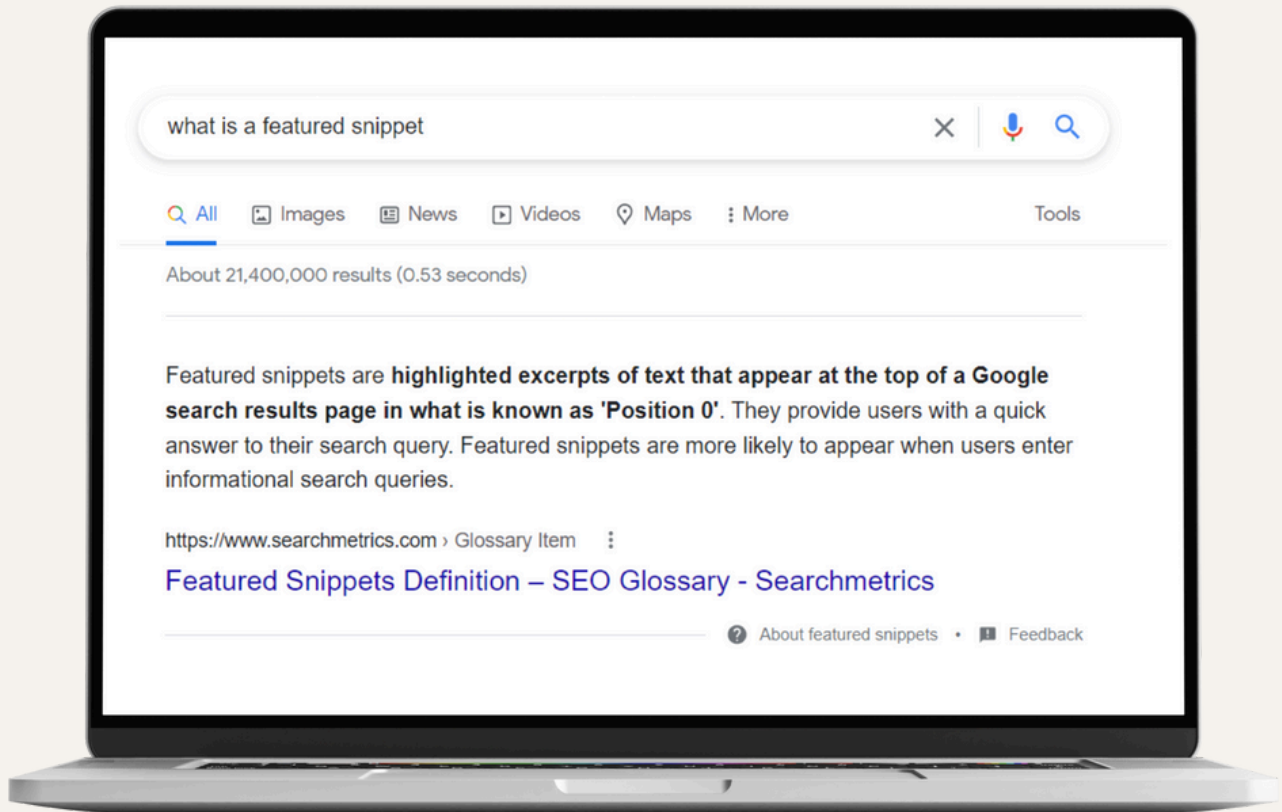 what is a featured snippet
All Images News Videos Maps More Tools
About 21,400,000 results (0.53 seconds)
Featured snippets are highlighted excerpts of text that appear at the top of a Google
search results page in what is known as 'Position 0'. They provide users with a quick
answer to their search query. Featured snippets are more likely to appear when users enter
informational search queries.
https://www.searchmetrics.com › Glossary Item
Featured Snippets Definition – SEO Glossary - Searchmetrics
About featured snippets • Feedback